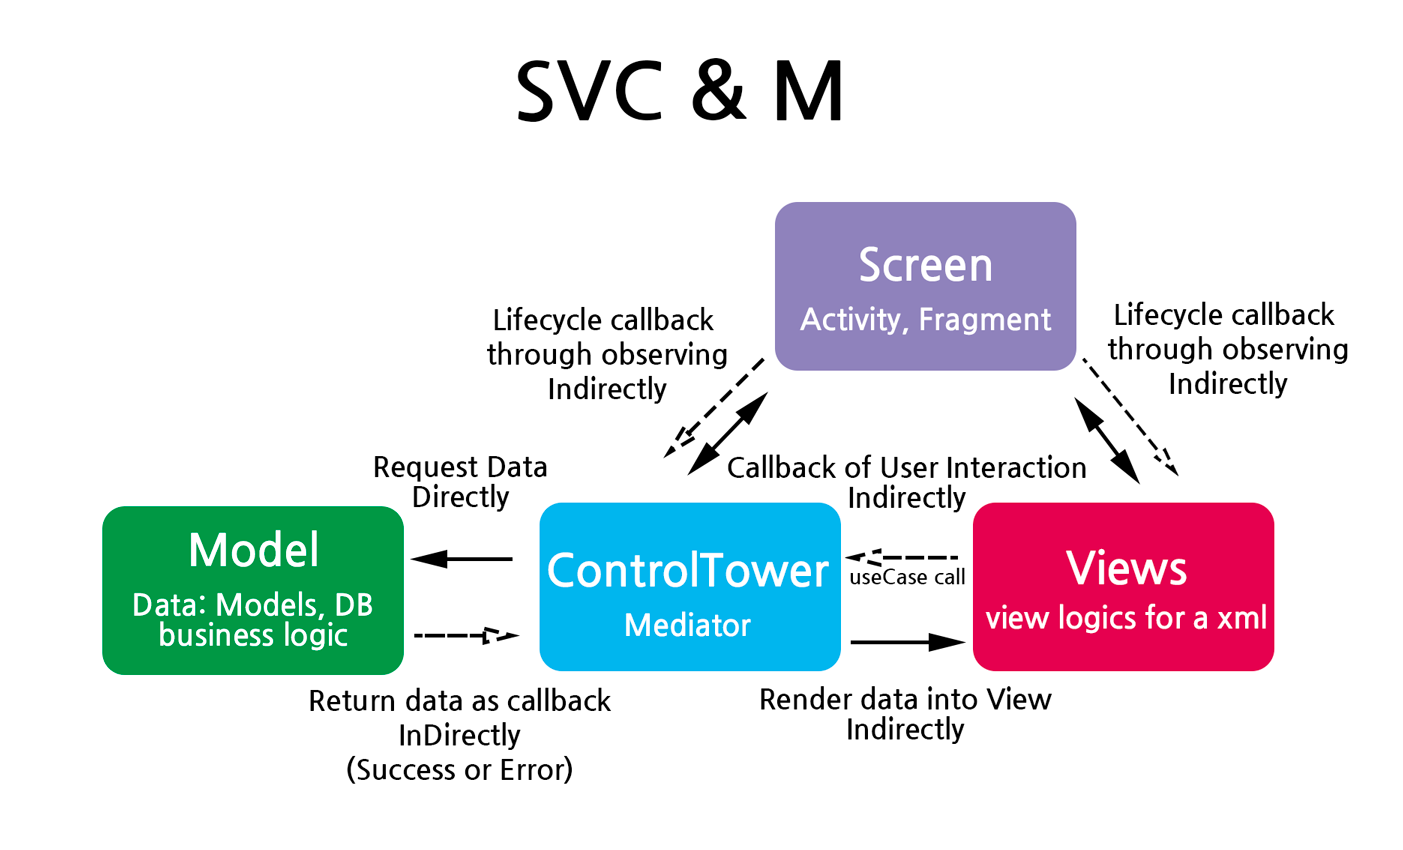 SVC & M
Screen
Activity, Fragment
Lifecycle callback
through observing
Indirectly
Lifecycle callback
through observing
Indirectly
Request Data
Directly
Callback of User Interaction
Indirectly
Model
Data: Models, DB
business logic
ControlTower
Mediator
useCase call
Views
view logics for a xml
Return data as callback
InDirectly
(Success or Error)
Render data into View
Indirectly